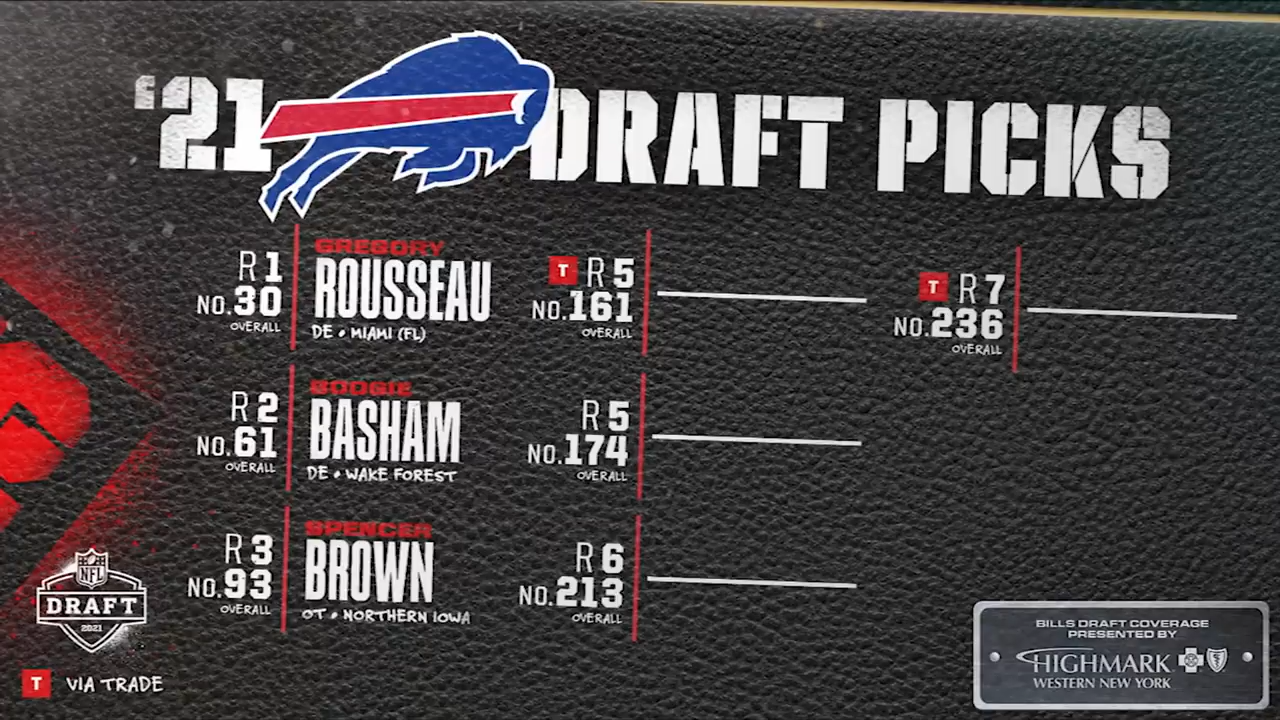 ‘21 DRAFT PICKS
R1
NO.30
OVERALL
GREGORY
ROUSSEAU
DE • MIAMI (FL)
R2
NO.61
OVERALL
BOOGIE
BASHAM
DE • WAKE FOREST
R3
NO.93
OVERALL
SPENCER
BROWN
OT • NORTHERN IOWA
T R5
NO.161
OVERALL
R5
NO.174
OVERALL
R6
NO.213
OVERALL
T R7
NO.236
OVERALL
NFL
DRAFT
2021
T VIA TRADE
BILLS DRAFT COVERAGE
PRESENTED BY
HIGHMARK
WESTERN NEW YORK